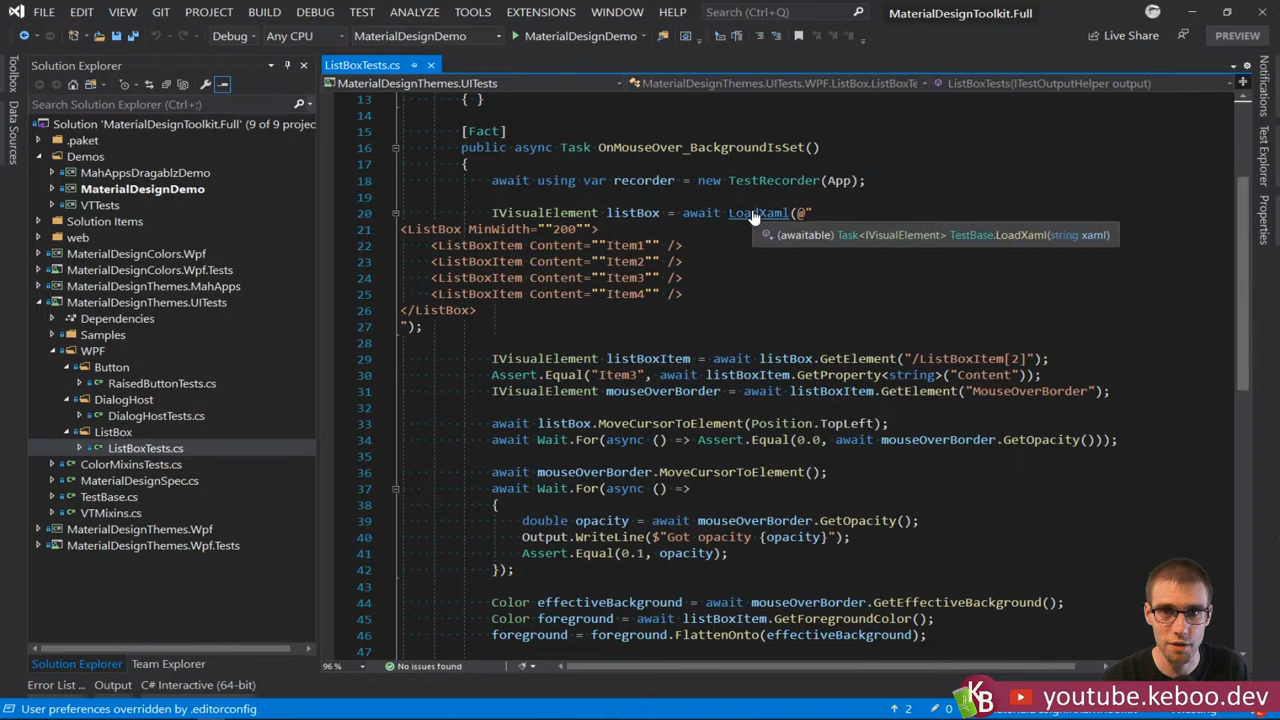 FILE EDIT VIEW GIT PROJECT BUILD DEBUG TEST ANALYZE TOOLS EXTENSIONS WINDOW HELP Search (Ctrl+Q) MaterialDesignToolkit.Full
Debug Any CPU MaterialDesignDemo MaterialDesignDemo Live Share PREVIEW
Toolbox
Data Sources
Solution Explorer
Search Solution Explorer (Ctrl+;)
Solution 'MaterialDesignToolkit.Full' (9 of 9 projec
.paket
Demos
MahAppsDragablzDemo
MaterialDesignDemo
VTTests
Solution Items
web
MaterialDesignColors.Wpf
MaterialDesignColors.Wpf.Tests
MaterialDesignThemes.MahApps
MaterialDesignThemes.UITests
Dependencies
Samples
WPF
Button
RaisedButtonTests.cs
DialogHost
DialogHostTests.cs
ListBox
ListBoxTests.cs
ColorMixinsTests.cs
MaterialDesignSpec.cs
TestBase.cs
VTMixins.cs
MaterialDesignThemes.Wpf
MaterialDesignThemes.Wpf.Tests
Solution Explorer Team Explorer
ListBoxTests.cs
MaterialDesignThemes.UITests MaterialDesignThemes.UITests.WPF.ListBox.ListBoxTe ListBoxTests(ITestOutputHelper output)
13 { }
14
15 [Fact]
16 public async Task OnMouseOver_BackgroundIsSet()
17 {
18 await using var recorder = new TestRecorder(App);
19
20 IVisualElement listBox = await LoadXaml(@"
21 <ListBox MinWidth=""200"">
(awaitable) Task<IVisualElement> TestBase.LoadXaml(string xaml)
22 <ListBoxItem Content=""Item1"" />
23 <ListBoxItem Content=""Item2"" />
24 <ListBoxItem Content=""Item3"" />
25 <ListBoxItem Content=""Item4"" />
26 </ListBox>
27 ");
28
29 IVisualElement listBoxItem = await listBox.GetElement("/ListBoxItem[2]");
30 Assert.Equal("Item3", await listBoxItem.GetProperty<string>("Content"));
31 IVisualElement mouseOverBorder = await listBoxItem.GetElement("MouseOverBorder");
32
33 await listBox.MoveCursorToElement(Position.TopLeft);
34 await Wait.For(async () => Assert.Equal(0.0, await mouseOverBorder.GetOpacity()));
35
36 await mouseOverBorder.MoveCursorToElement();
37 await Wait.For(async () =>
38 {
39 double opacity = await mouseOverBorder.GetOpacity();
40 Output.WriteLine($"Got opacity {opacity}");
41 Assert.Equal(0.1, opacity);
42 });
43
44 Color effectiveBackground = await mouseOverBorder.GetEffectiveBackground();
45 Color foreground = await listBoxItem.GetForegroundColor();
46 foreground = foreground.FlattenOnto(effectiveBackground);
47
96 % No issues found
Notifications
Test Explorer
Properties
Error List ... Output C# Interactive (64-bit)
User preferences overridden by .editorconfig 2 0
KB youtube.keboo.dev